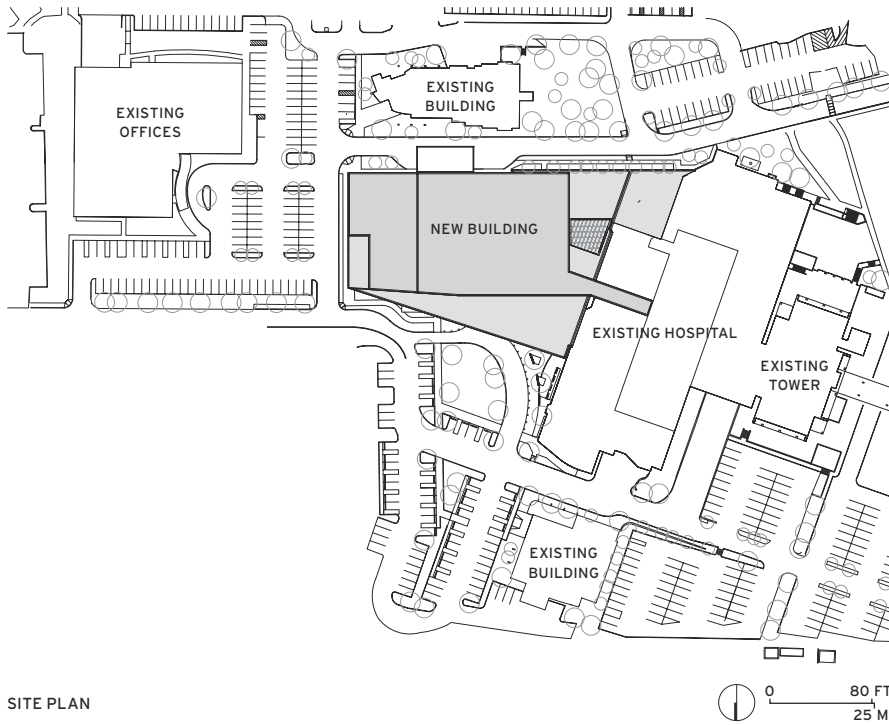 EXISTING
OFFICES
EXISTING
BUILDING
NEW BUILDING
EXISTING HOSPITAL
EXISTING
TOWER
EXISTING
BUILDING
SITE PLAN
0 80 FT
25 M